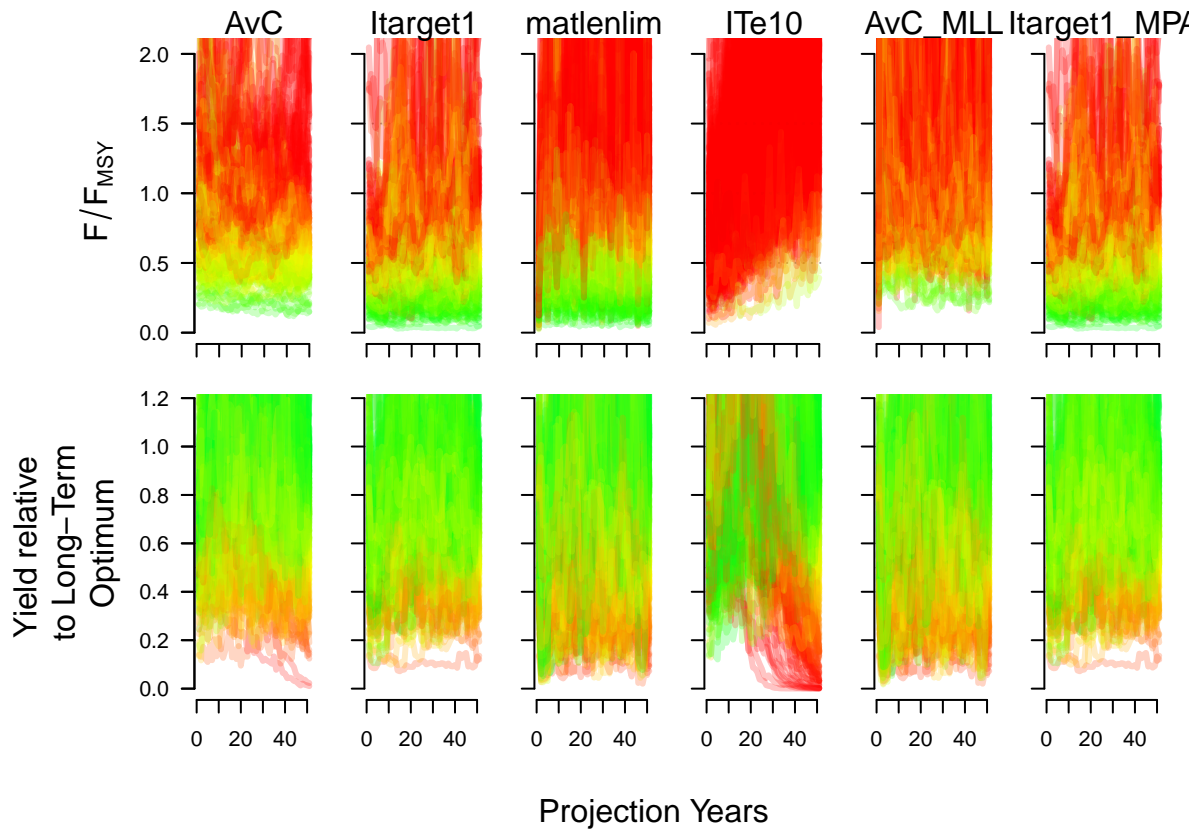 AvC Itarget1 matlenlim ITe10 AvC_MLL Itarget1_MPA
F/F_MSY
2.0
1.5
1.0
0.5
0.0
Yield relative
to Long−Term
Optimum
1.2
1.0
0.8
0.6
0.4
0.2
0.0
0 20 40 0 20 40 0 20 40 0 20 40 0 20 40 0 20 40
Projection Years